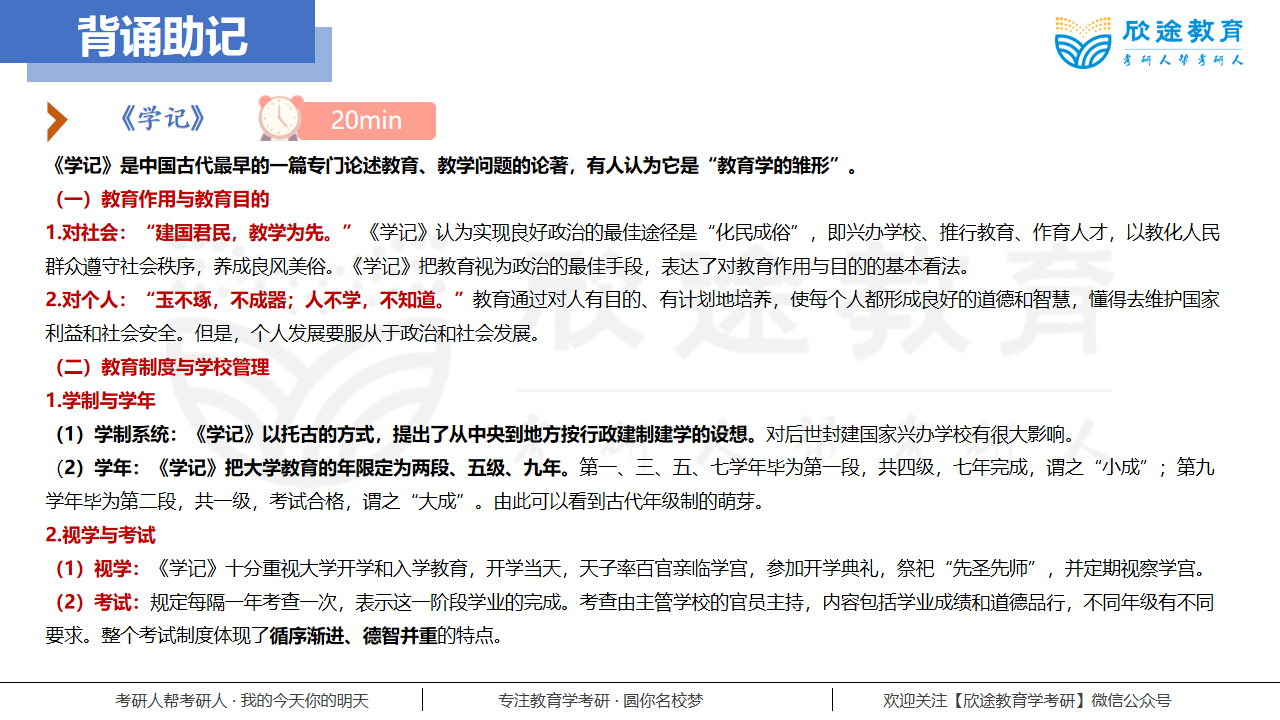 背诵助记
欣途教育
考研人帮考研人
《学记》
20min
《学记》是中国古代最早的一篇专门论述教育、教学问题的论著，有人认为它是“教育学的雏形”。
（一）教育作用与教育目的
1.对社会：“建国君民，教学为先。”《学记》认为实现良好政治的最佳途径是“化民成俗”，即兴办学校、推行教育、作育人才，以教化人民
群众遵守社会秩序，养成良风美俗。《学记》把教育视为政治的最佳手段，表达了对教育作用与目的的基本看法。
2.对个人：“玉不琢，不成器；人不学，不知道。”教育通过对人有目的、有计划地培养，使每个人都形成良好的道德和智慧，懂得去维护国家
利益和社会安全。但是，个人发展要服从于政治和社会发展。
（二）教育制度与学校管理
1.学制与学年
（1）学制系统：《学记》以托古的方式，提出了从中央到地方按行政建制建学的设想。对后世封建国家兴办学校有很大影响。
（2）学年：《学记》把大学教育的年限定为两段、五级、九年。第一、三、五、七学年毕为第一段，共四级，七年完成，谓之“小成”；第九
学年毕为第二段，共一级，考试合格，谓之“大成”。由此可以看到古代年级制的萌芽。
2.视学与考试
（1）视学：《学记》十分重视大学开学和入学教育，开学当天，天子率百官亲临学宫，参加开学典礼，祭祀“先圣先师”，并定期视察学宫。
（2）考试：规定每隔一年考查一次，表示这一阶段学业的完成。考查由主管学校的官员主持，内容包括学业成绩和道德品行，不同年级有不同
要求。整个考试制度体现了循序渐进、德智并重的特点。
欣途教育
考研人帮考研人
考研人帮考研人·我的今天你的明天
专注教育学考研·圆你名校梦
欢迎关注【欣途教育学考研】微信公众号